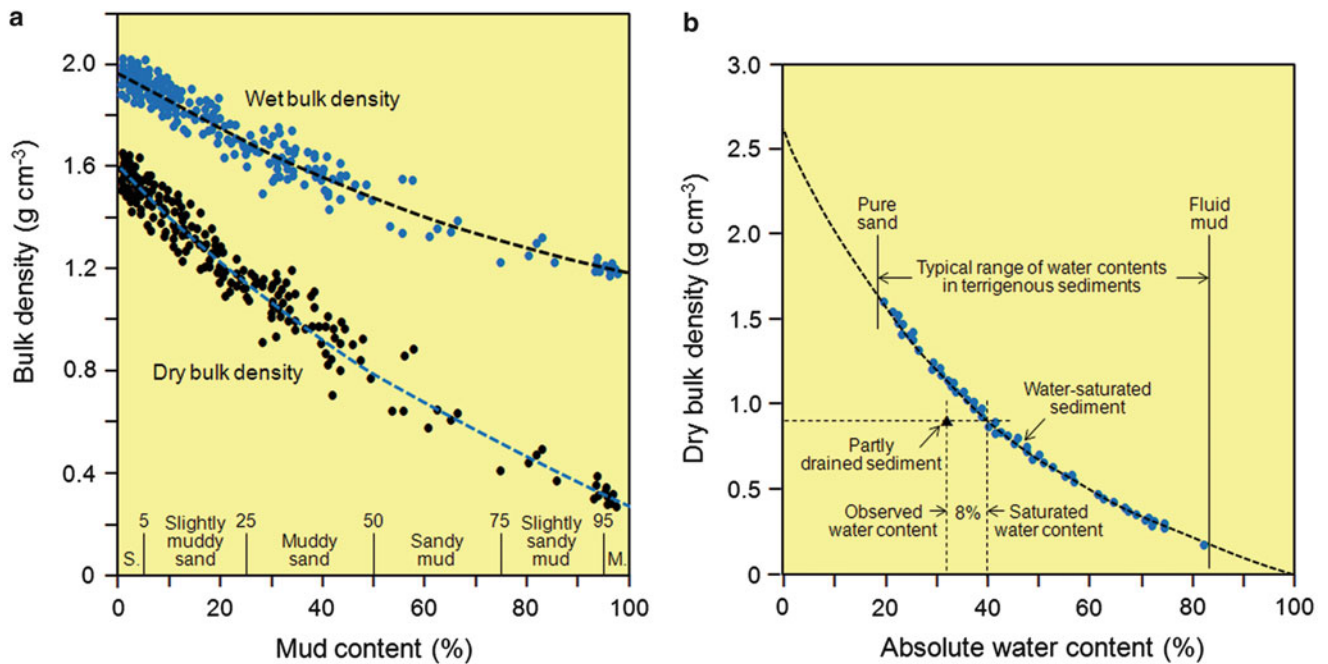 a
Bulk density (g cm⁻³)
2.0
1.6
1.2
0.8
0.4
0
Wet bulk density
Dry bulk density
5
25
50
75
95
S.
Slightly
muddy
sand
Muddy
sand
Sandy
mud
Slightly
sandy
mud
M.
0
20
40
60
80
100
Mud content (%)
b
Dry bulk density (g cm⁻³)
3.0
2.5
2.0
1.5
1.0
0.5
0
Pure
sand
Fluid
mud
Typical range of water contents
in terrigenous sediments
Water-saturated
sediment
Partly
drained sediment
Observed
water content
8%
Saturated
water content
0
20
40
60
80
100
Absolute water content (%)